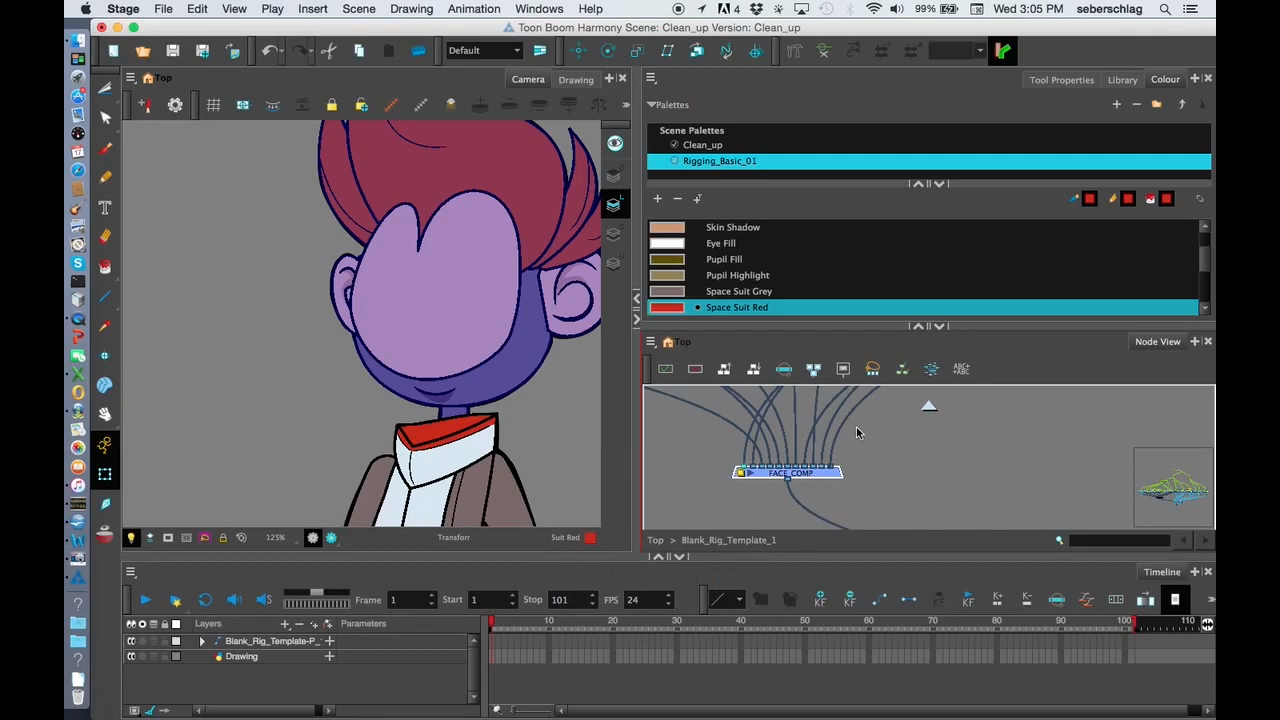 Stage File Edit View Play Insert Scene Drawing Animation Windows Help 4 99% Wed 3:05 PM seberschlag
Toon Boom Harmony Scene: Clean_up Version: Clean_up
Default
Top Camera Drawing Tool Properties Library Colour
Palettes
Scene Palettes
Clean_up
Rigging_Basic_01
Skin Shadow
Eye Fill
Pupil Fill
Pupil Highlight
Space Suit Grey
Space Suit Red
Top Node View
FACE_COMP
125% Transforr Suit Red
Top > Blank_Rig_Template_1
Timeline
Frame 1 Start 1 Stop 101 FPS 24
Layers Parameters 10 20 30 40 50 60 70 80 90 100 110
Blank_Rig_Template-P_
Drawing